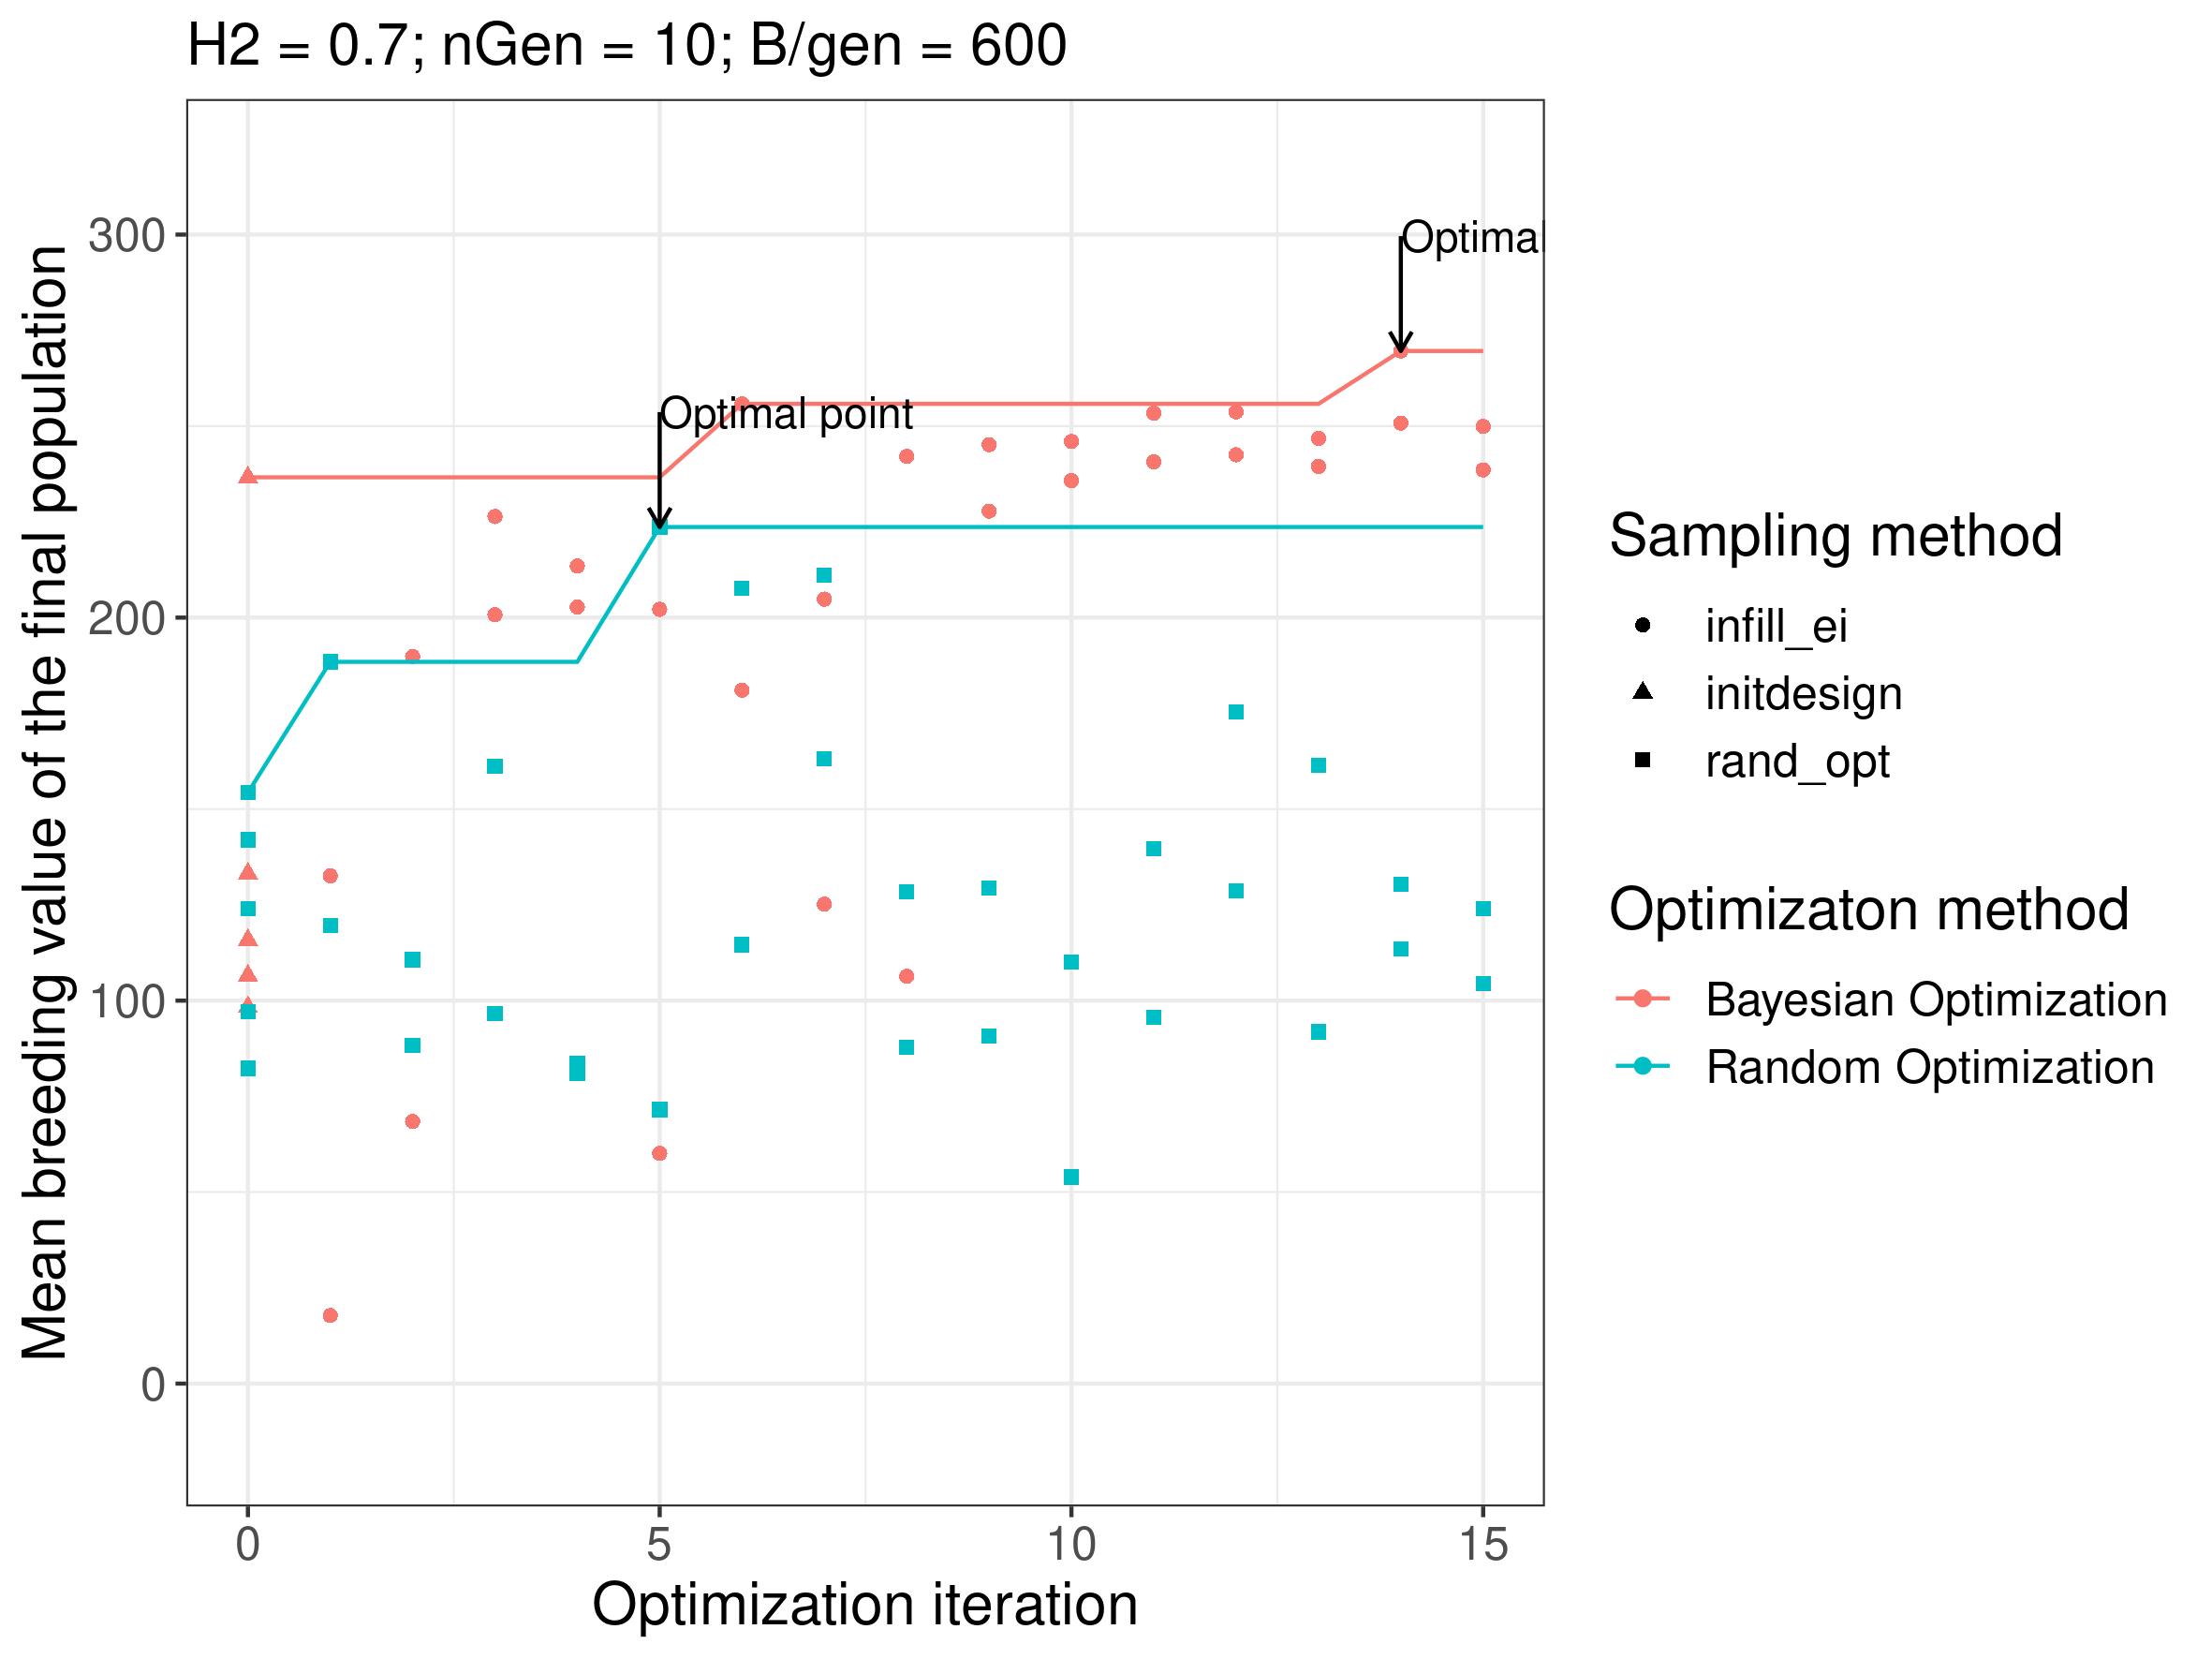 H2 = 0.7; nGen = 10; B/gen = 600
Mean breeding value of the final population
300
200
100
0
Optimal
Optimal point
0
5
10
15
Optimization iteration
Sampling method
infill_ei
initdesign
rand_opt
Optimizaton method
Bayesian Optimization
Random Optimization